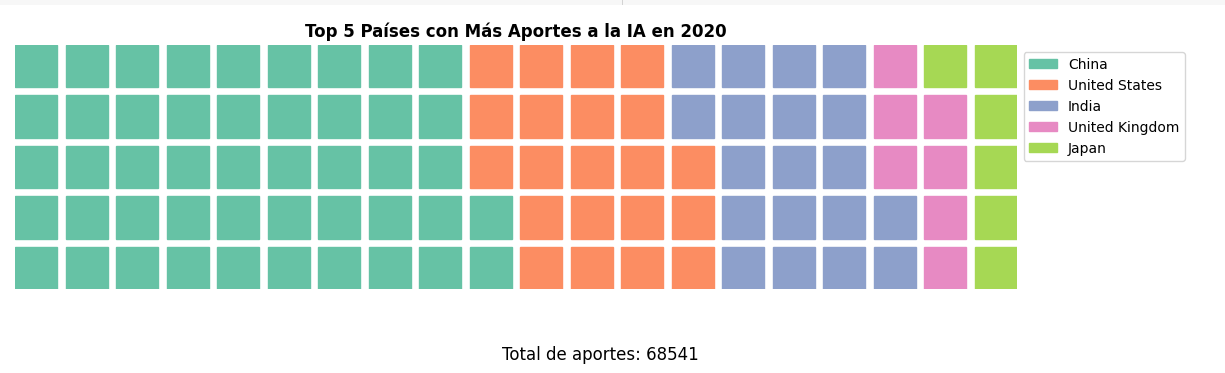 Top 5 Países con Más Aportes a la IA en 2020
China
United States
India
United Kingdom
Japan
Total de aportes: 68541